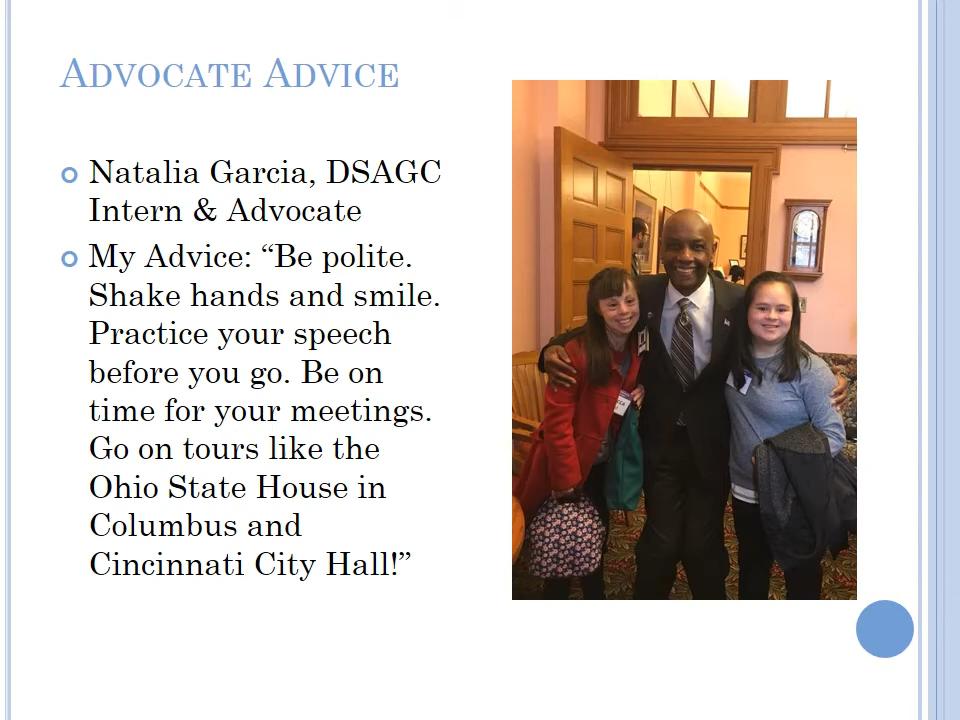 Advocate Advice
Natalia Garcia, DSAGC
Intern & Advocate
My Advice: “Be polite.
Shake hands and smile.
Practice your speech
before you go. Be on
time for your meetings.
Go on tours like the
Ohio State House in
Columbus and
Cincinnati City Hall!”